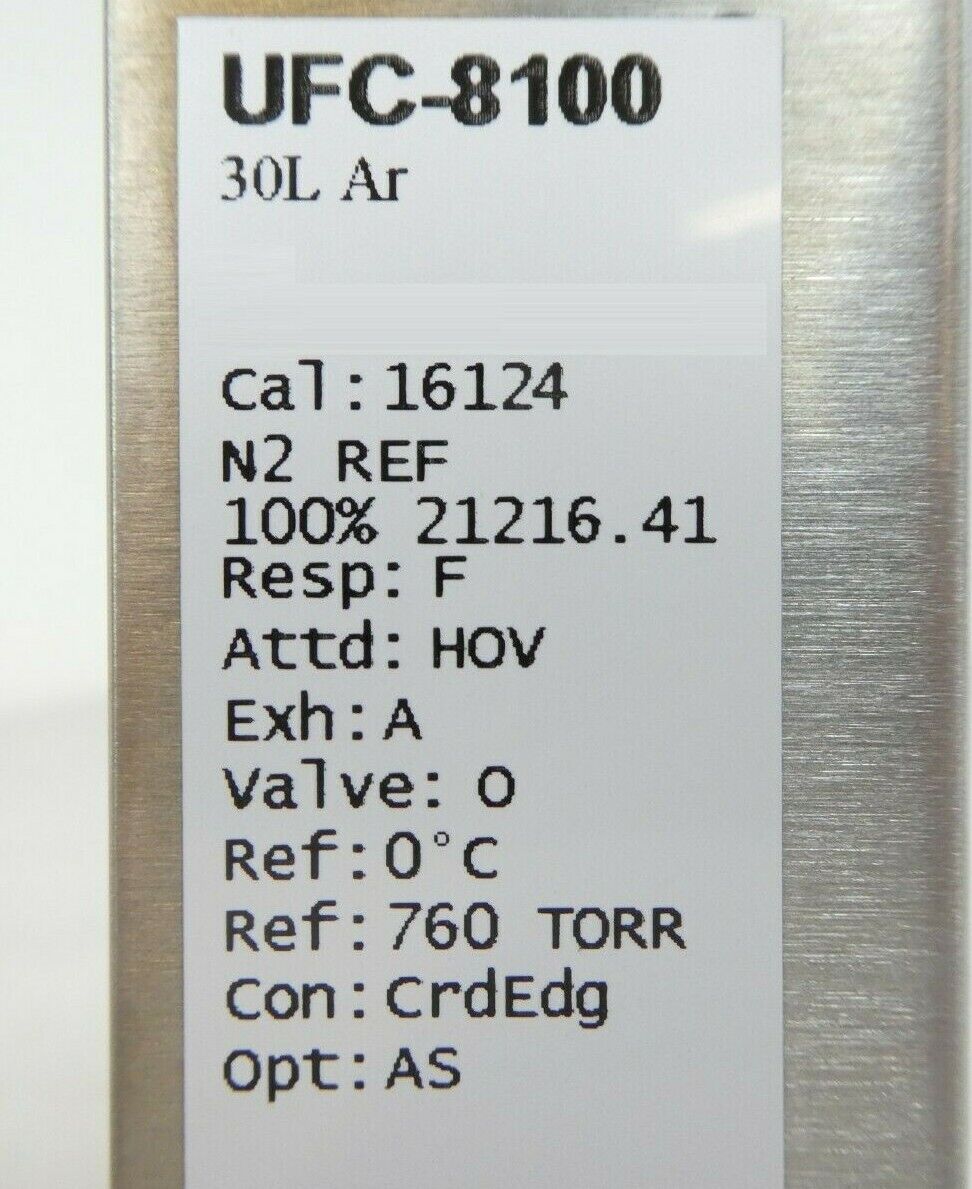 UFC-8100
30L Ar
Cal:16124
N2 REF
100% 21216.41
Resp: F
Attd: HOV
Exh:A
Valve: O
Ref:0°C
Ref:760 TORR
Con:CrdEdg
Opt:AS